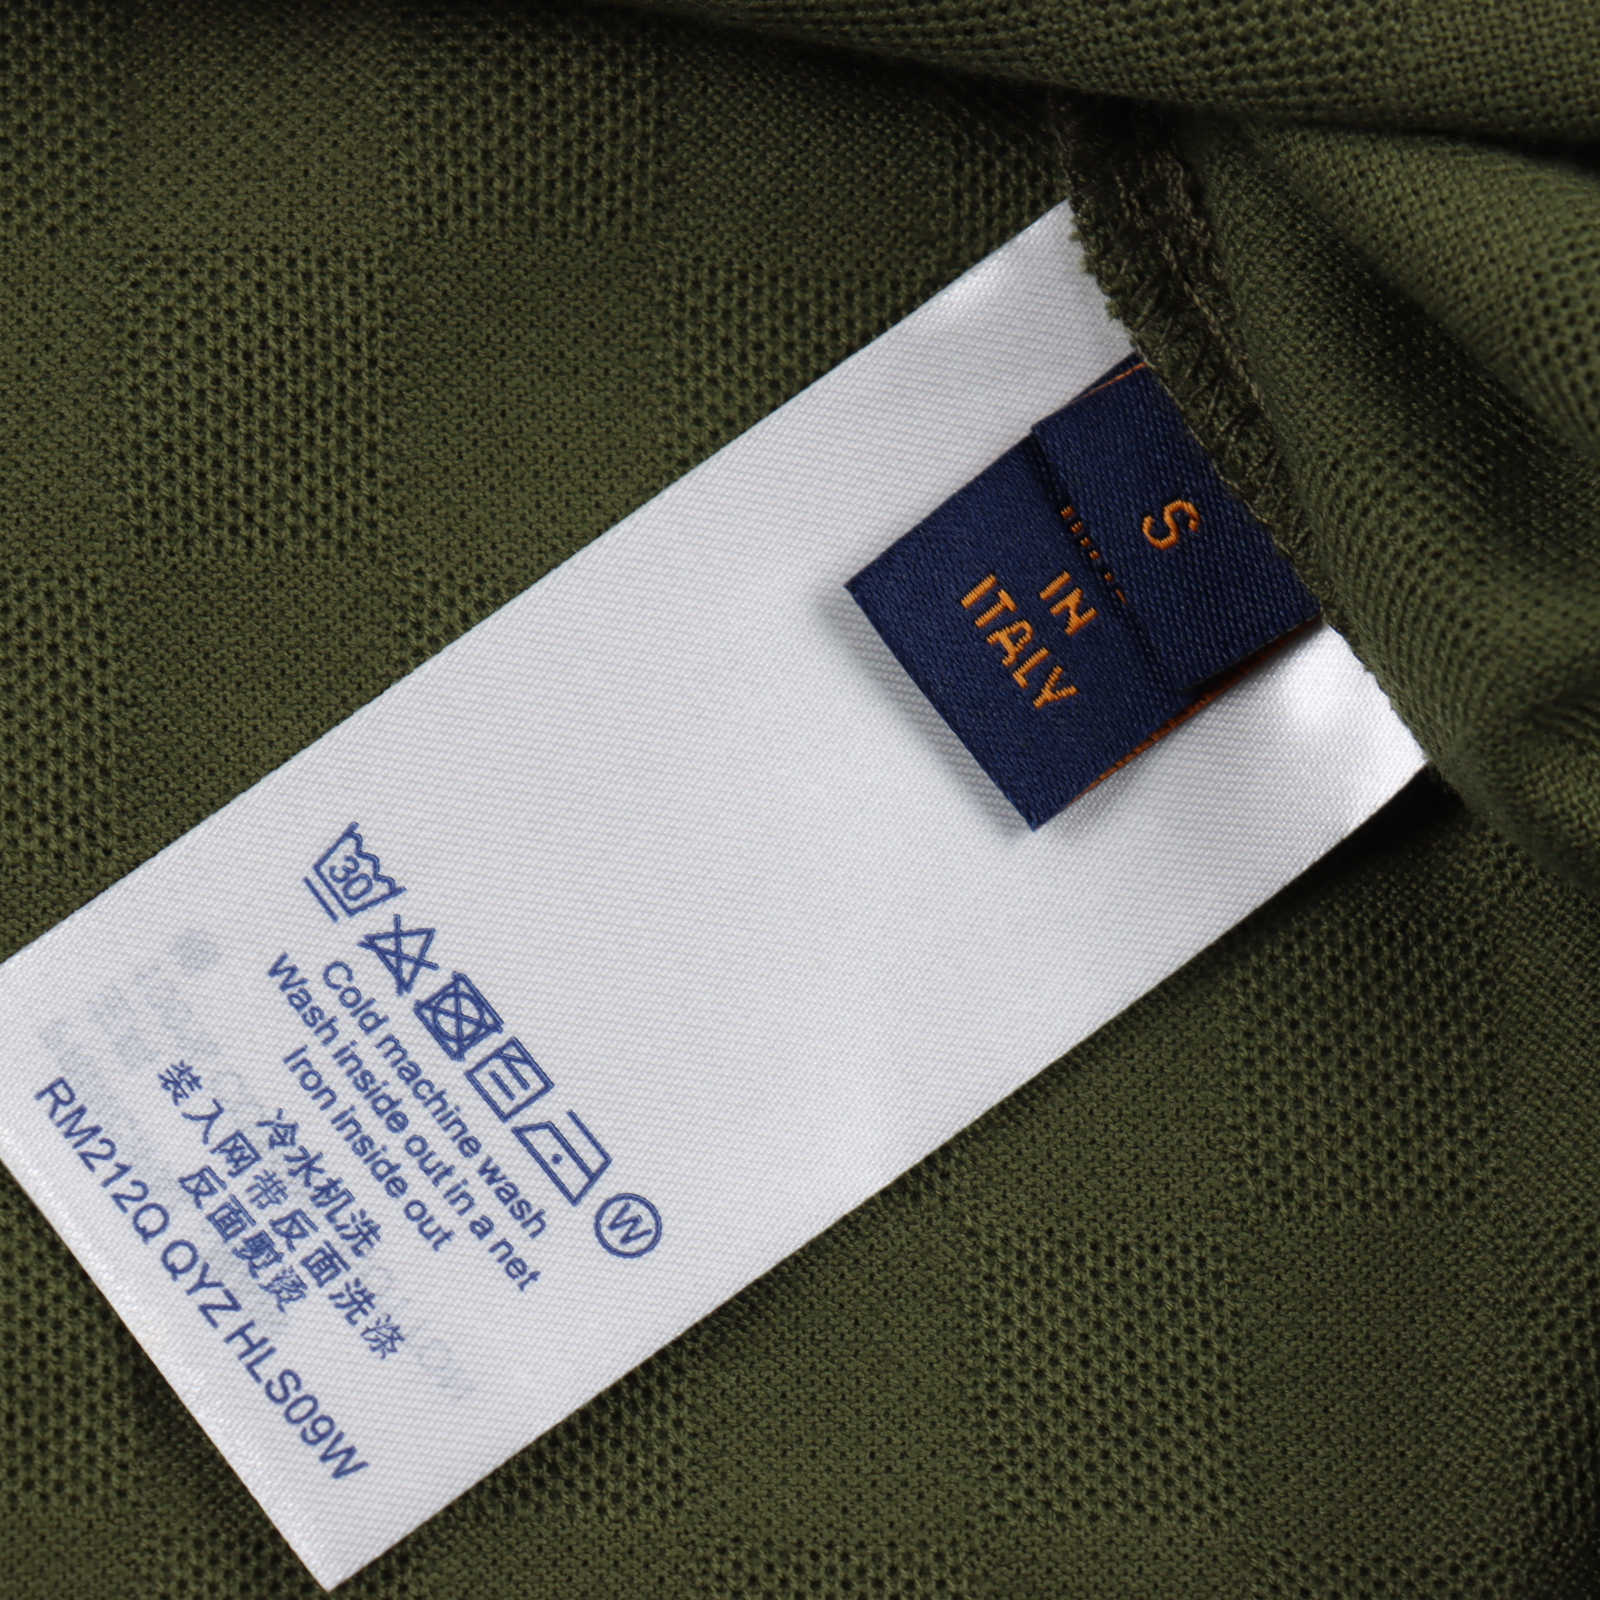 S
IN
ITALY
30
W
Cold machine wash
Wash inside out in a net
Iron inside out
冷水机洗
装入网带反面洗涤
反面熨烫
RM212Q QYZ HLS09W